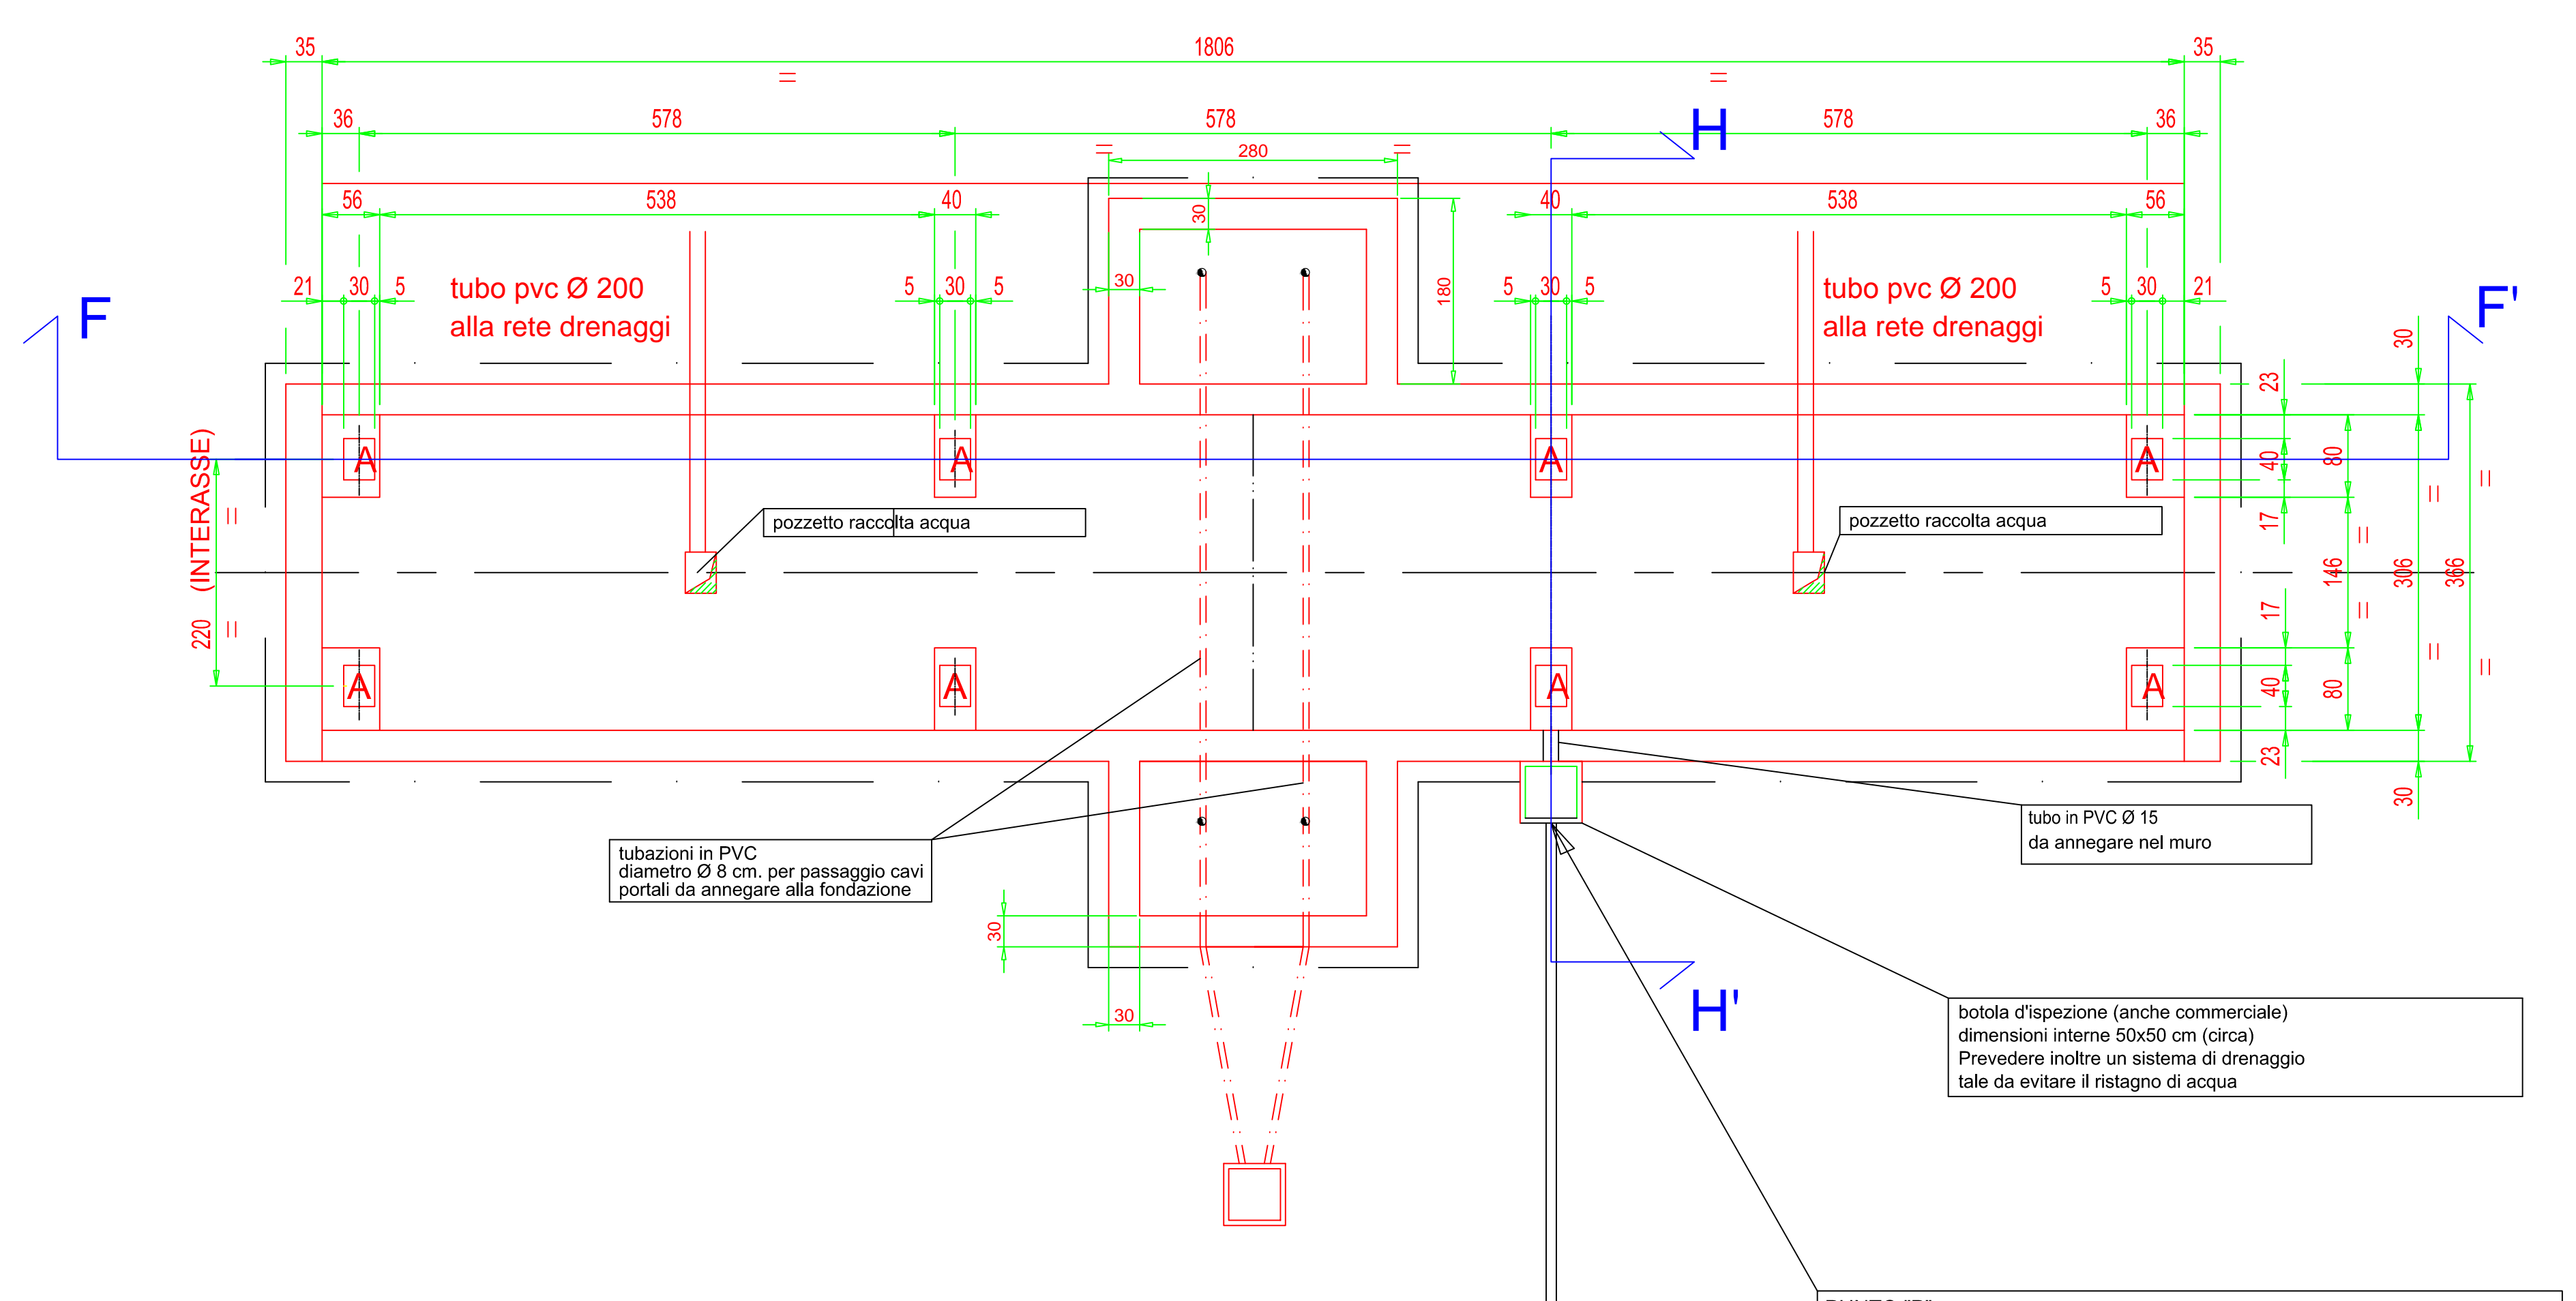 35
1806
35
36
578
578
578
36
H
280
56
538
40
30
40
538
56
21
30
5
tubo pvc Ø 200
alla rete drenaggi
5
30
5
30
180
5
30
5
tubo pvc Ø 200
alla rete drenaggi
5
30
21
F
F'
30
23
A
A
A
A
40
80
220 (INTERASSE)
pozzetto raccolta acqua
pozzetto raccolta acqua
17
146
306
366
17
A
A
A
A
40
80
23
30
tubo in PVC Ø 15
da annegare nel muro
tubazioni in PVC
diametro Ø 8 cm. per passaggio cavi
portali da annegare alla fondazione
30
30
H'
botola d'ispezione (anche commerciale)
dimensioni interne 50x50 cm (circa)
Prevedere inoltre un sistema di drenaggio
tale da evitare il ristagno di acqua